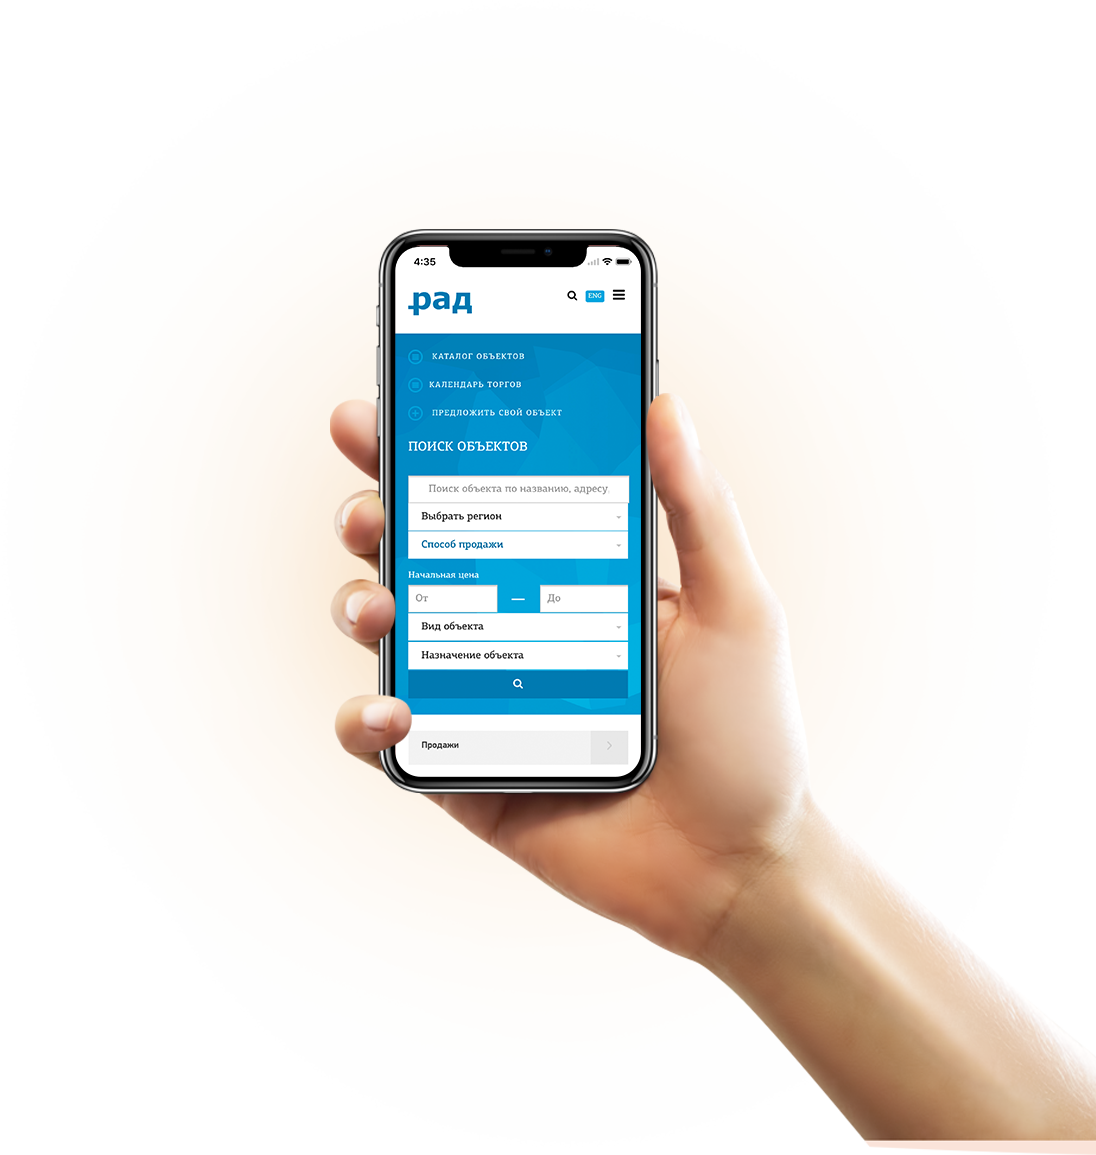 4:35
рад
ENG
КАТАЛОГ ОБЪЕКТОВ
КАЛЕНДАРЬ ТОРГОВ
ПРЕДЛОЖИТЬ СВОЙ ОБЪЕКТ
ПОИСК ОБЪЕКТОВ
Поиск объекта по названию, адресу,
Выбрать регион
Способ продажи
Начальная цена
От — До
Вид объекта
Назначение объекта
Продажи